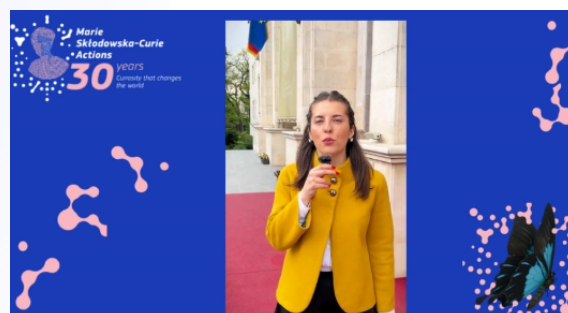 Marie
Skłodowska-Curie
Actions
30 years
Curiosity that changes
the world